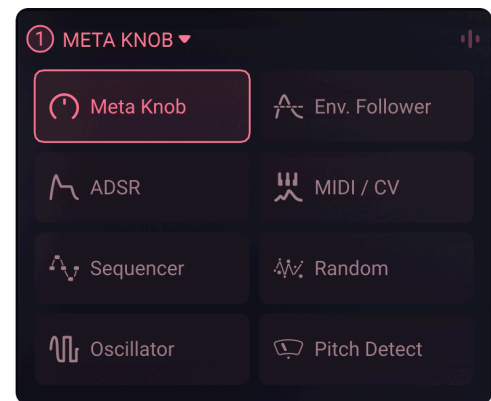 1 META KNOB
Meta Knob
Env. Follower
ADSR
MIDI / CV
Sequencer
Random
Oscillator
Pitch Detect